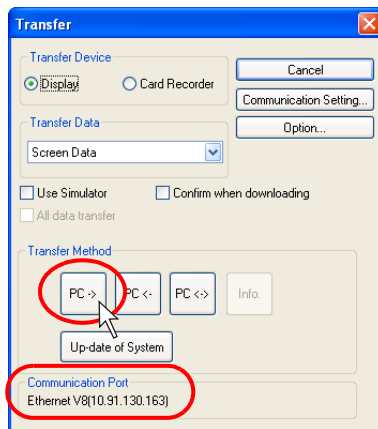 Transfer
Transfer Device
Display
Card Recorder
Cancel
Communication Setting...
Option...
Transfer Data
Screen Data
Use Simulator
Confirm when downloading
All data transfer
Transfer Method
PC ->
PC <-
PC <->
Info.
Up-date of System
Communication Port
Ethernet V8(10.91.130.163)